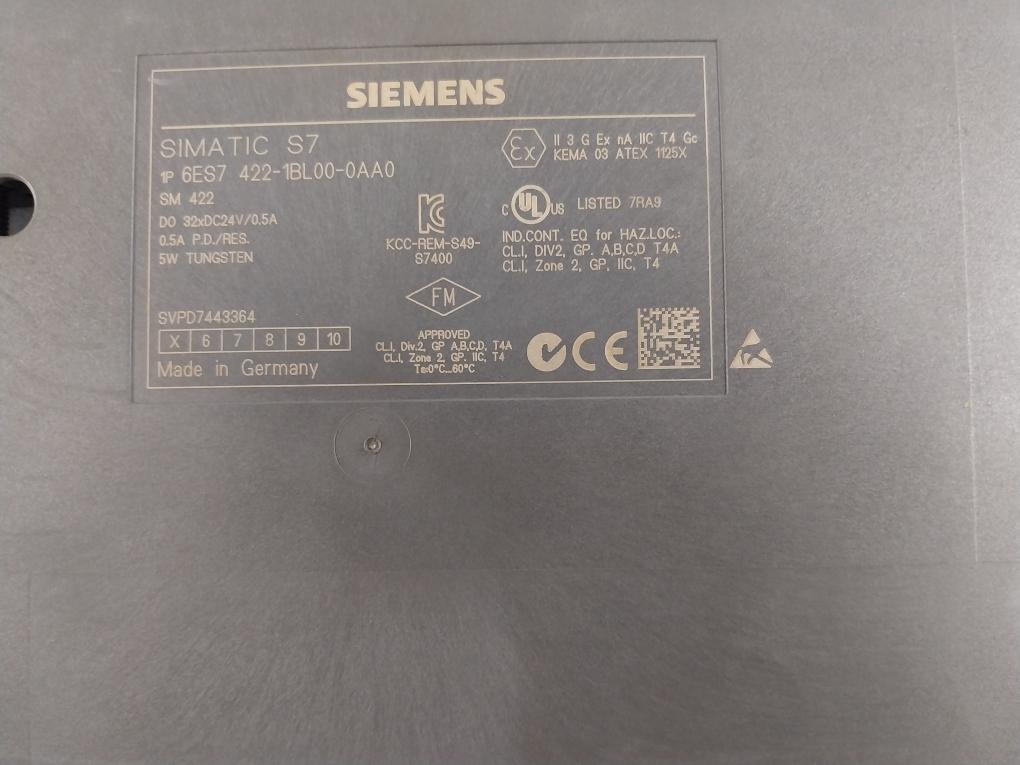 SIEMENS
SIMATIC S7
1P 6ES7 422-1BL00-0AA0
SM 422
DO 32xDC24V/0.5A
0.5A P.D./RES.
5W TUNGSTEN
SVPD7443364
X 6 7 8 9 10
Made in Germany
KCC-REM-S49-
S7400
FM
APPROVED
CL.I, Div.2, GP A,B,C,D, T4A
CL.I, Zone 2, GP. IIC, T4
Ta:0°C...60°C
Ex
II 3 G Ex nA IIC T4 Gc
KEMA 03 ATEX 1125X
C UL US LISTED 7RA9
IND.CONT. EQ for HAZ.LOC.:
CL.I, DIV2, GP. A,B,C,D T4A
CL.I, Zone 2, GP. IIC, T4
CE